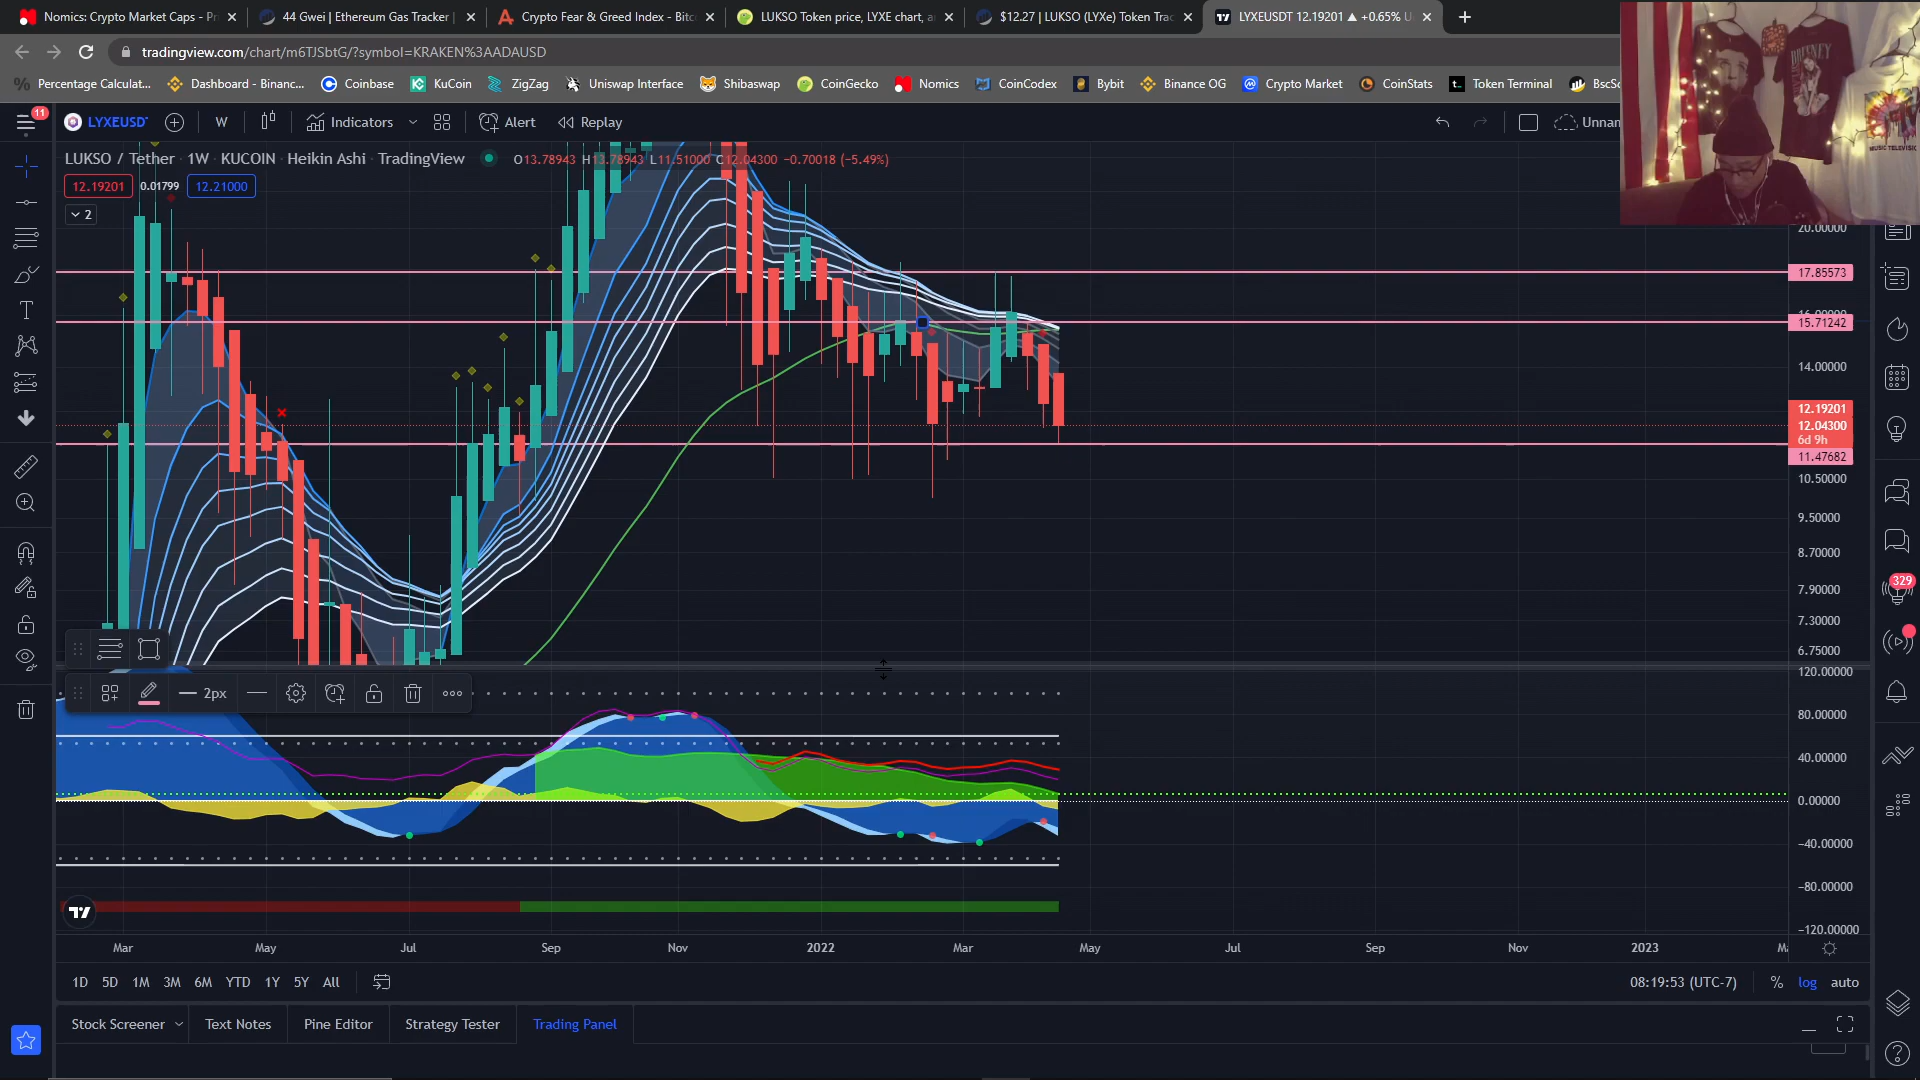 Nomics: Crypto Market Caps - Pr
44 Gwei | Ethereum Gas Tracker |
Crypto Fear & Greed Index - Bitc
LUKSO Token price, LYXE chart, a
$12.27 | LUKSO (LYXe) Token Trac
LYXEUSDT 12.19201 ▲ +0.65% U
tradingview.com/chart/m6TJSbtG/?symbol=KRAKEN%3AADAUSD
Percentage Calculat...
Dashboard - Binanc...
Coinbase
KuCoin
ZigZag
Uniswap Interface
Shibaswap
CoinGecko
Nomics
CoinCodex
Bybit
Binance OG
Crypto Market
CoinStats
Token Terminal
BscSc
11
LYXEUSD
W
Indicators
Alert
Replay
Unnan
LUKSO / Tether · 1W · KUCOIN · Heikin Ashi · TradingView
O13.78943 H13.78943 L11.51000 C12.04300 −0.70018 (−5.49%)
12.19201
0.01799
12.21000
2
20.00000
17.85573
16.00000
15.71242
14.00000
12.19201
12.04300
6d 9h
11.47682
10.50000
9.50000
8.70000
7.90000
7.30000
6.75000
329
2px
120.00000
80.00000
40.00000
0.00000
−40.00000
−80.00000
−120.00000
Mar
May
Jul
Sep
Nov
2022
Mar
May
Jul
Sep
Nov
2023
1D 5D 1M 3M 6M YTD 1Y 5Y All
08:19:53 (UTC-7)
%
log
auto
Stock Screener
Text Notes
Pine Editor
Strategy Tester
Trading Panel